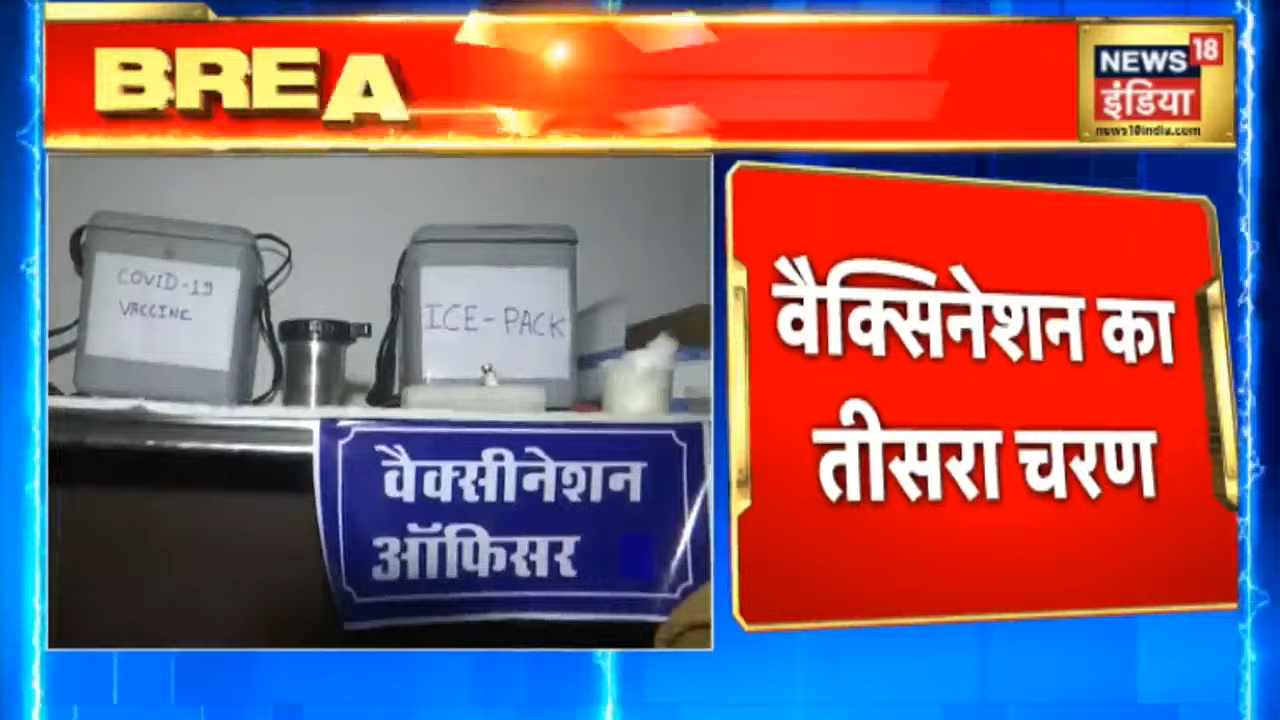 BREA
NEWS 18
इंडिया
news18india.com
COVID-19
VACCINE
ICE-PACK
वैक्सीनेशन
ऑफिसर
वैक्सिनेशन का
तीसरा चरण